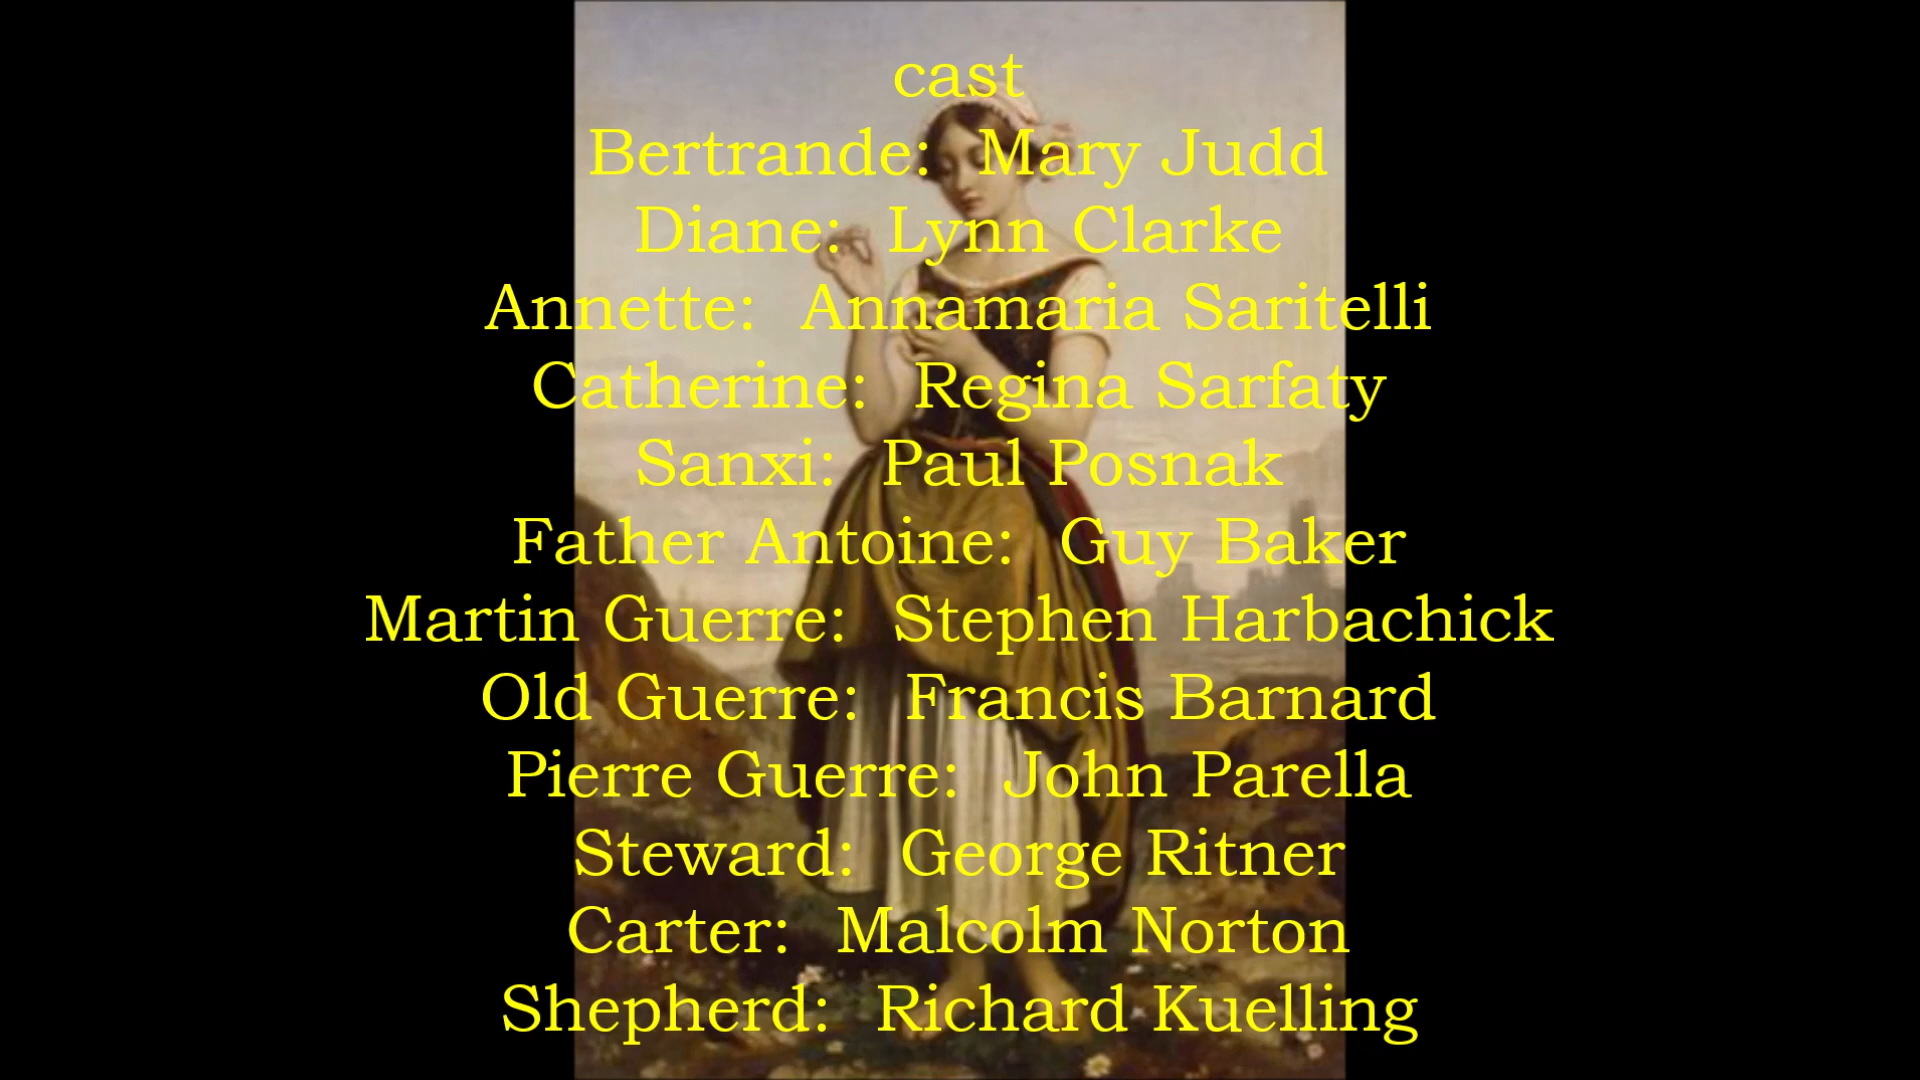 cast
Bertrande: Mary Judd
Diane: Lynn Clarke
Annette: Annamaria Saritelli
Catherine: Regina Sarfaty
Sanxi: Paul Posnak
Father Antoine: Guy Baker
Martin Guerre: Stephen Harbachick
Old Guerre: Francis Barnard
Pierre Guerre: John Parella
Steward: George Ritner
Carter: Malcolm Norton
Shepherd: Richard Kuelling